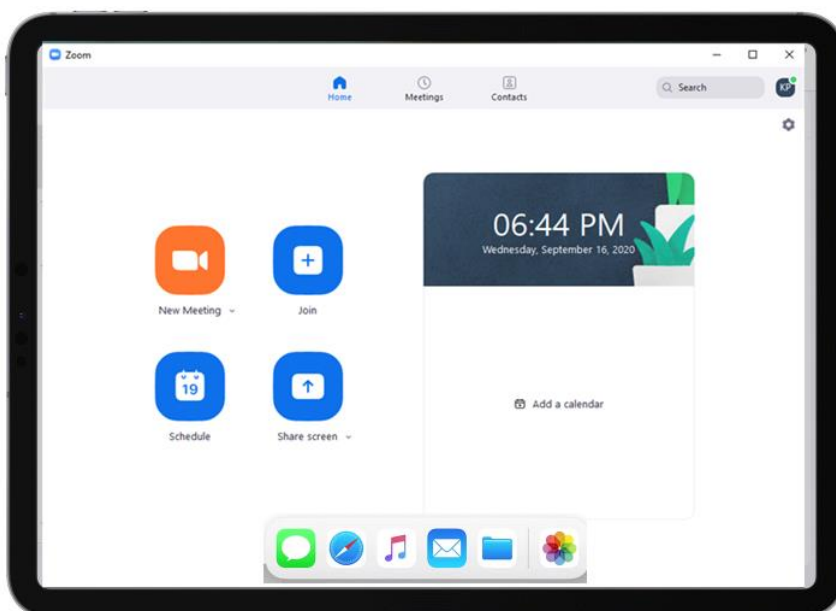 Zoom
Home
Meetings
Contacts
Search
KP
06:44 PM
Wednesday, September 16, 2020
New Meeting
Join
19
Schedule
Share screen
Add a calendar